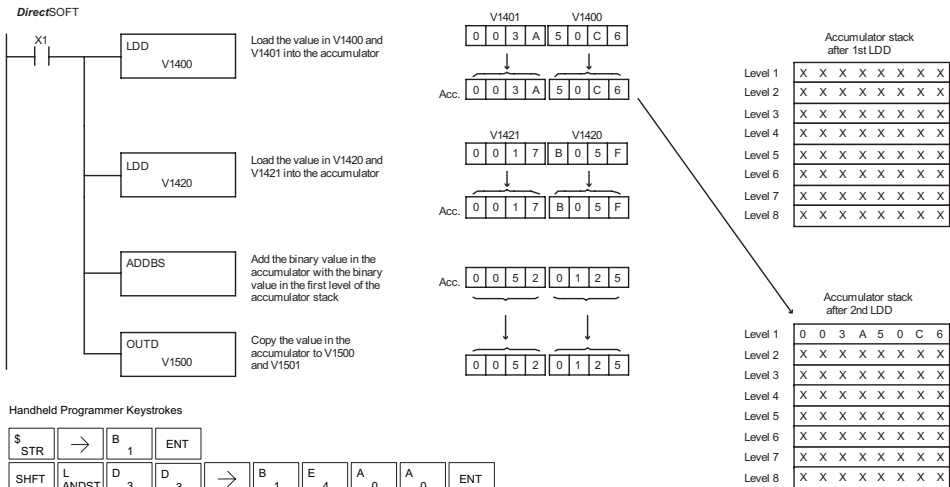 DirectSOFT
X1
LDD
V1400
Load the value in V1400 and
V1401 into the accumulator
V1401 V1400
0 0 3 A 5 0 C 6
Acc. 0 0 3 A 5 0 C 6
LDD
V1420
Load the value in V1420 and
V1421 into the accumulator
V1421 V1420
0 0 1 7 B 0 5 F
Acc. 0 0 1 7 B 0 5 F
ADDBS
Add the binary value in the
accumulator with the binary
value in the first level of the
accumulator stack
Acc. 0 0 5 2 0 1 2 5
OUTD
V1500
Copy the value in the
accumulator to V1500
and V1501
0 0 5 2 0 1 2 5
Accumulator stack
after 1st LDD
Level 1 X X X X X X X X
Level 2 X X X X X X X X
Level 3 X X X X X X X X
Level 4 X X X X X X X X
Level 5 X X X X X X X X
Level 6 X X X X X X X X
Level 7 X X X X X X X X
Level 8 X X X X X X X X
Accumulator stack
after 2nd LDD
Level 1 0 0 3 A 5 0 C 6
Level 2 X X X X X X X X
Level 3 X X X X X X X X
Level 4 X X X X X X X X
Level 5 X X X X X X X X
Level 6 X X X X X X X X
Level 7 X X X X X X X X
Level 8 X X X X X X X X
Handheld Programmer Keystrokes
$ STR → B 1 ENT
SHFT L ANDST D 3 D 3 → B 1 E 4 A 0 A 0 ENT